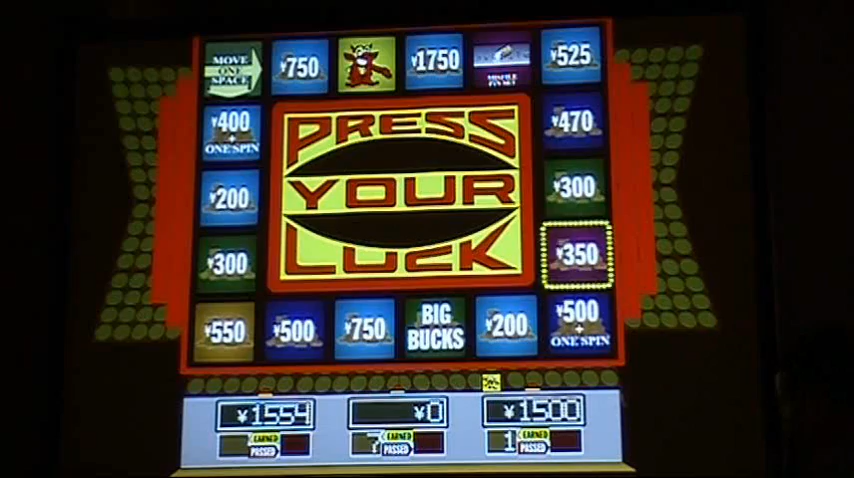 MOVE
ONE
SPACE
¥750
¥1750
¥525
¥400
+
ONE SPIN
¥470
¥200
¥300
¥300
¥350
PRESS
YOUR
LUCK
¥550
¥500
¥750
BIG
BUCKS
¥200
¥500
+
ONE SPIN
¥1554
¥0
¥1500
EARNED
PASSED
7
EARNED
PASSED
1
EARNED
PASSED